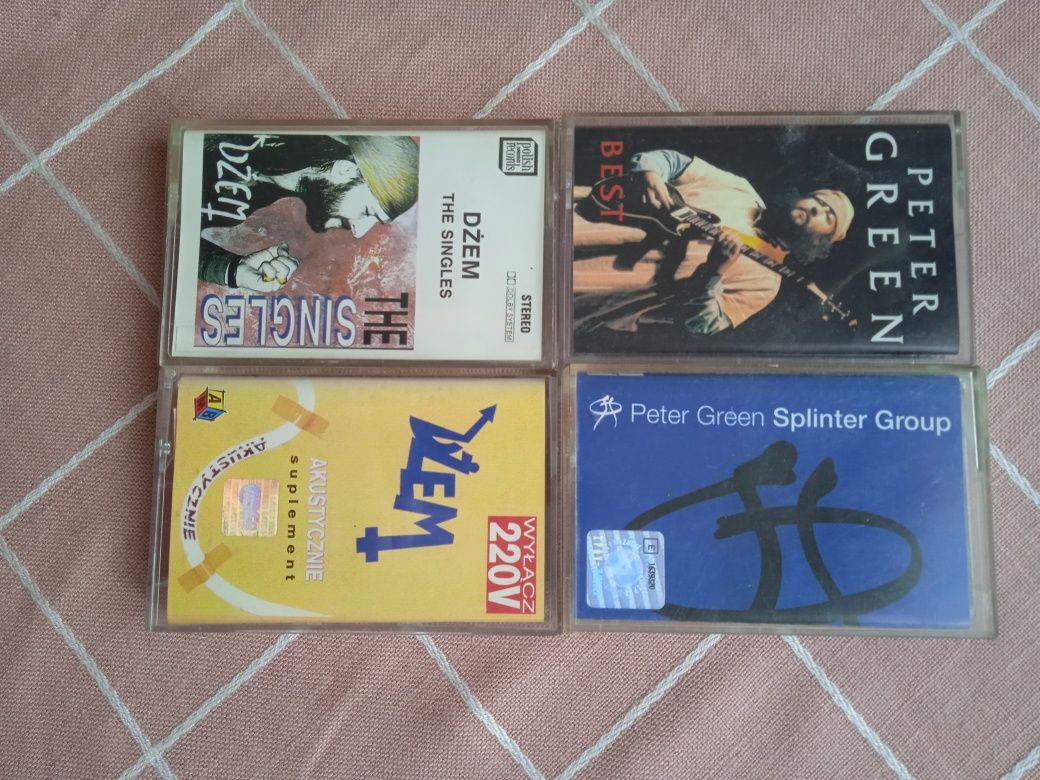 DŻEM
THE
SINGLES
polish
records
DŻEM
THE SINGLES
STEREO
DOLBY SYSTEM
PETER
GREEN
BEST
DŻEM
AKUSTYCZNIE
suplement
AKUSTYCZNIE
WYŁĄCZ
220V
Peter Green Splinter Group
E